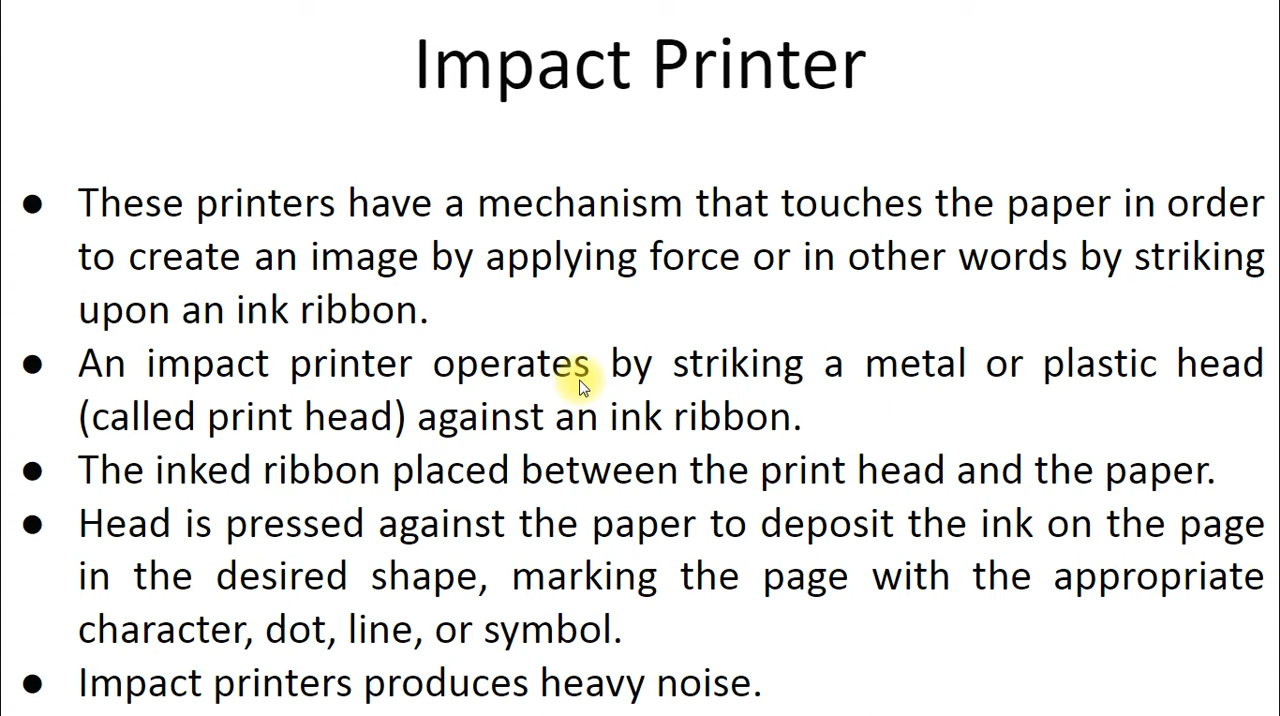 Impact Printer
● These printers have a mechanism that touches the paper in order
to create an image by applying force or in other words by striking
upon an ink ribbon.
● An impact printer operates by striking a metal or plastic head
(called print head) against an ink ribbon.
● The inked ribbon placed between the print head and the paper.
● Head is pressed against the paper to deposit the ink on the page
in the desired shape, marking the page with the appropriate
character, dot, line, or symbol.
● Impact printers produces heavy noise.